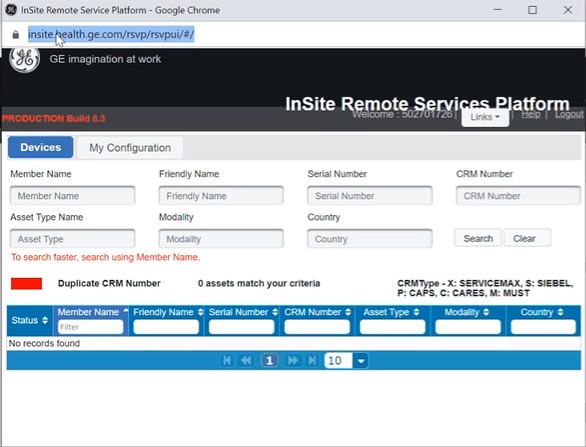 InSite Remote Service Platform - Google Chrome
insite.health.ge.com/rsvp/rsvpui/#/
GE imagination at work
InSite Remote Services Platform
PRODUCTION Build 8.3
Welcome : 502701726 | Links | Help | Logout
Devices My Configuration
Member Name Friendly Name Serial Number CRM Number
Member Name Friendly Name Serial Number CRM Number
Asset Type Name Modality Country
Asset Type Modality Country Search Clear
To search faster, search using Member Name.
Duplicate CRM Number 0 assets match your criteria CRMType - X: SERVICEMAX, S: SIEBEL,
P: CAPS, C: CARES, M: MUST
Status Member Name Friendly Name Serial Number CRM Number Asset Type Modality Country
Filter
No records found
1 10